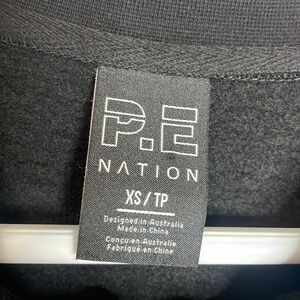 P.E
NATION
XS/TP
Designed in Australia
Made in China
Conçu en Australie
Fabriqué en Chine